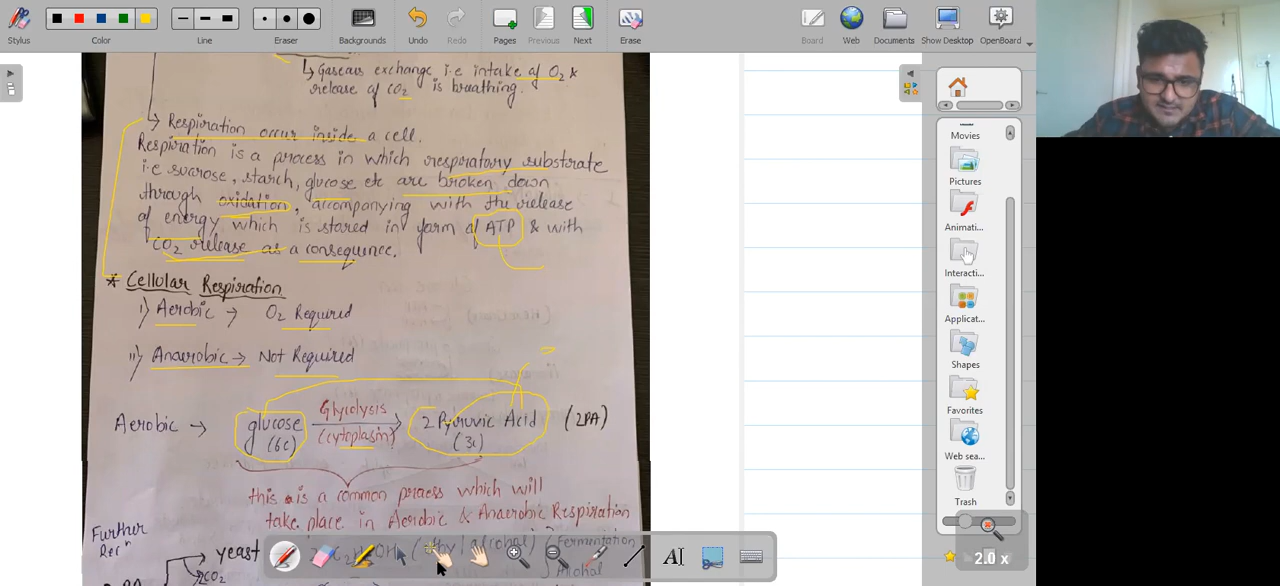 Stylus
Color
Line
Eraser
Backgrounds
Undo
Redo
Pages
Previous
Next
Erase
Board
Web
Documents
Show Desktop
OpenBoard
↳ Gaseous exchange i.e intake of O2 &
release of CO2 is breathing.
↳ Respiration occur inside a cell.
Respiration is a process in which respiratory substrate
i.e sucrose, starch, glucose etc are broken down
through oxidation, accompanying with the release
of energy which is stared in form of ATP & with
CO2 release as a consequence.
* Cellular Respiration
i) Aerobic → O2 Required
ii) Anaerobic → Not Required
Aerobic → glucose (6c) Glycolysis (cytoplasm) → 2 Pyruvic Acid (3c) (2PA)
this is a common process which will
take place in Aerobic & Anaerobic Respiration
Further
Rec^n
→ yeast
2CO2
Fermentation
Movies
Pictures
Animati...
Interacti...
Applicat...
Shapes
Favorites
Web sea...
Trash
2.0 x